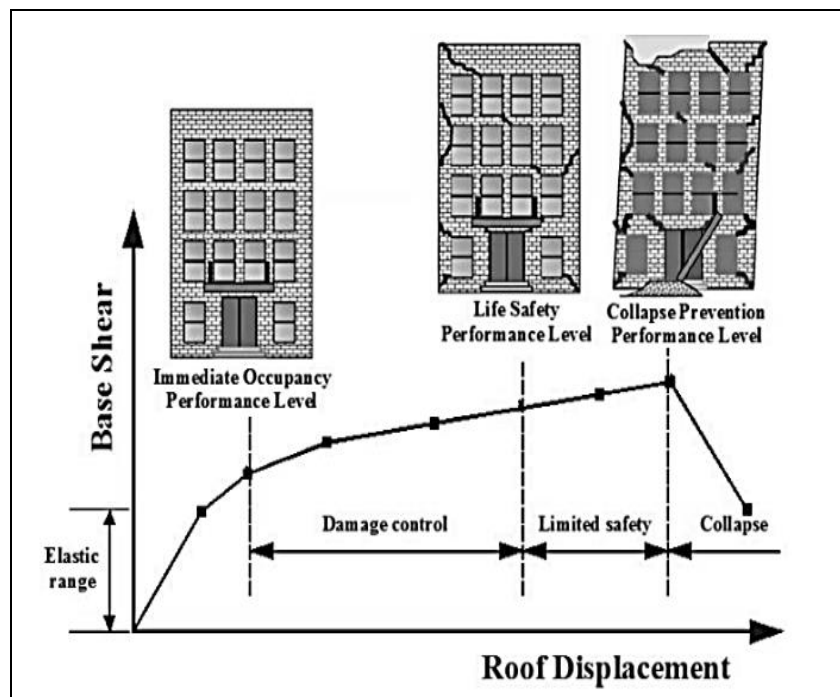 Life Safety
Performance Level
Collapse Prevention
Performance Level
Immediate Occupancy
Performance Level
Base Shear
Damage control
Limited safety
Collapse
Elastic
range
Roof Displacement